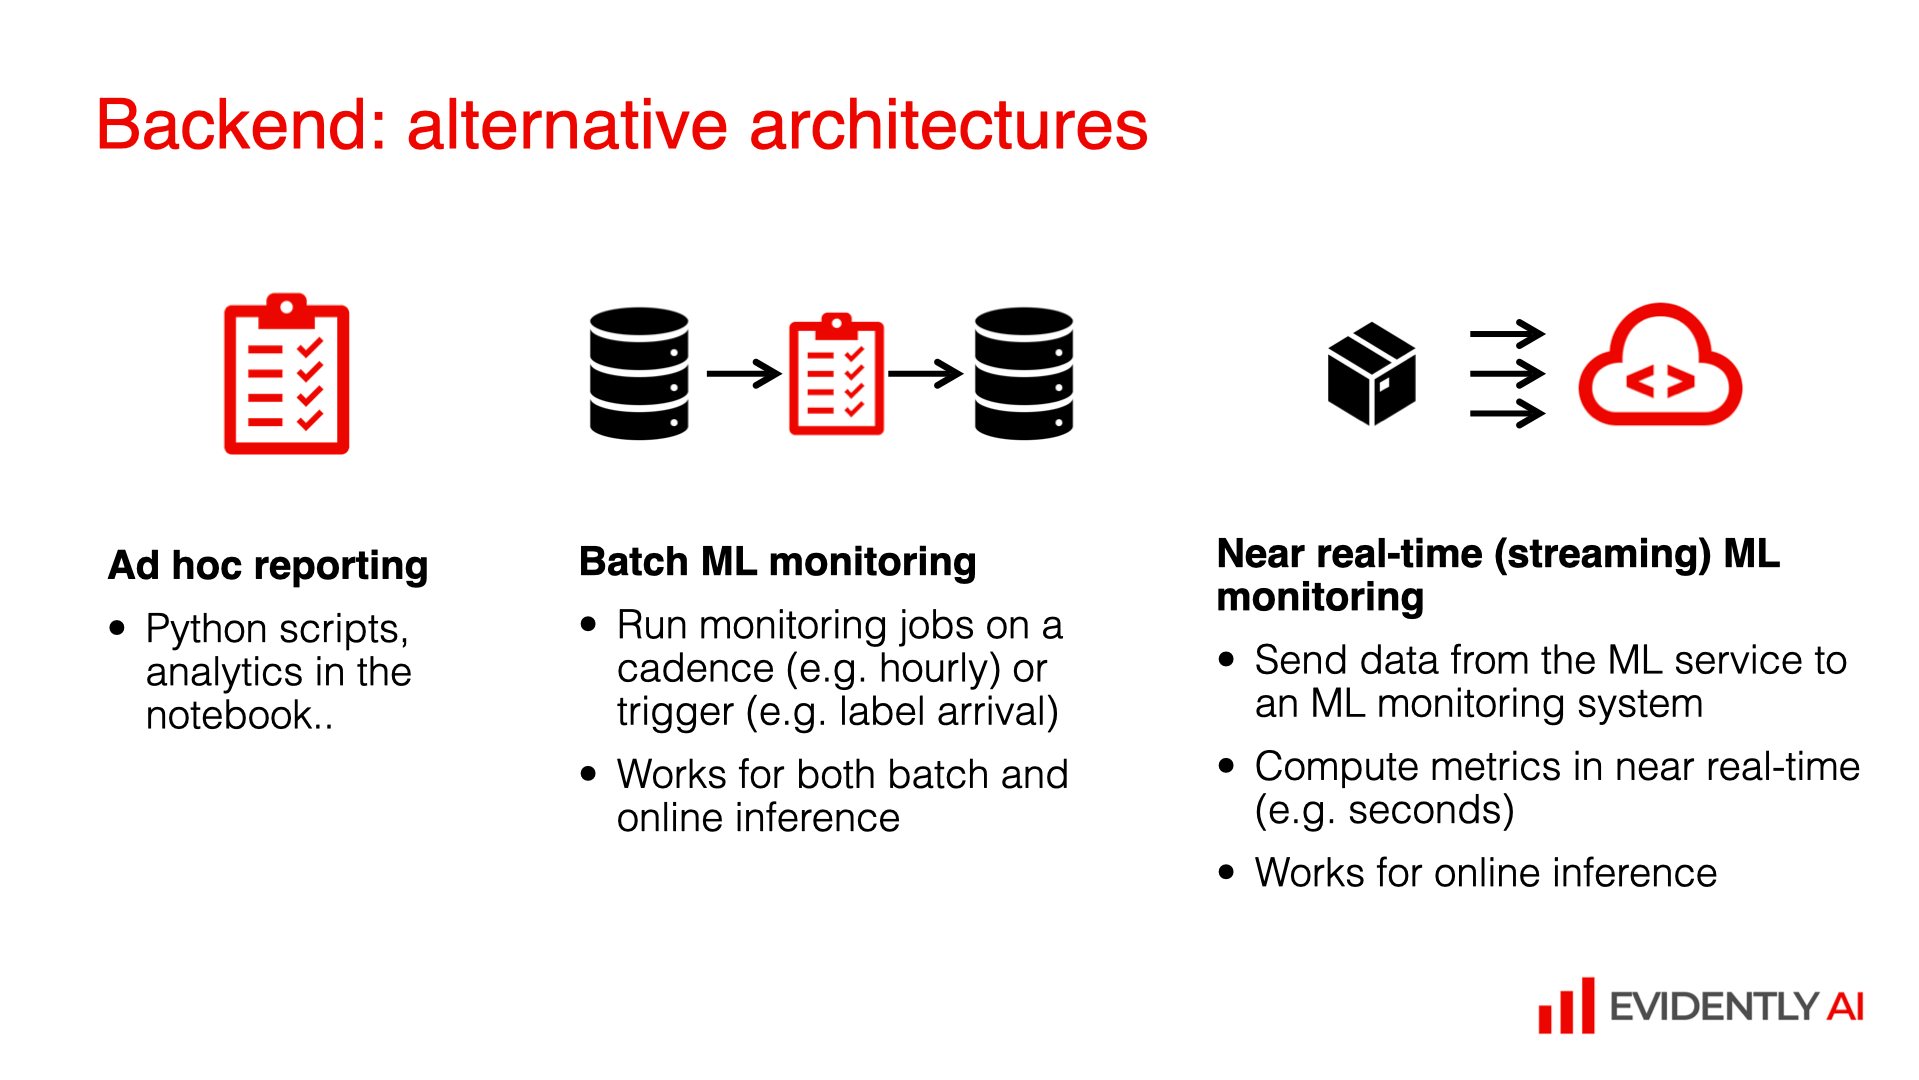 Backend: alternative architectures
Ad hoc reporting
• Python scripts,
analytics in the
notebook..
Batch ML monitoring
• Run monitoring jobs on a
cadence (e.g. hourly) or
trigger (e.g. label arrival)
• Works for both batch and
online inference
< >
Near real-time (streaming) ML
monitoring
• Send data from the ML service to
an ML monitoring system
• Compute metrics in near real-time
(e.g. seconds)
• Works for online inference
EVIDENTLY AI